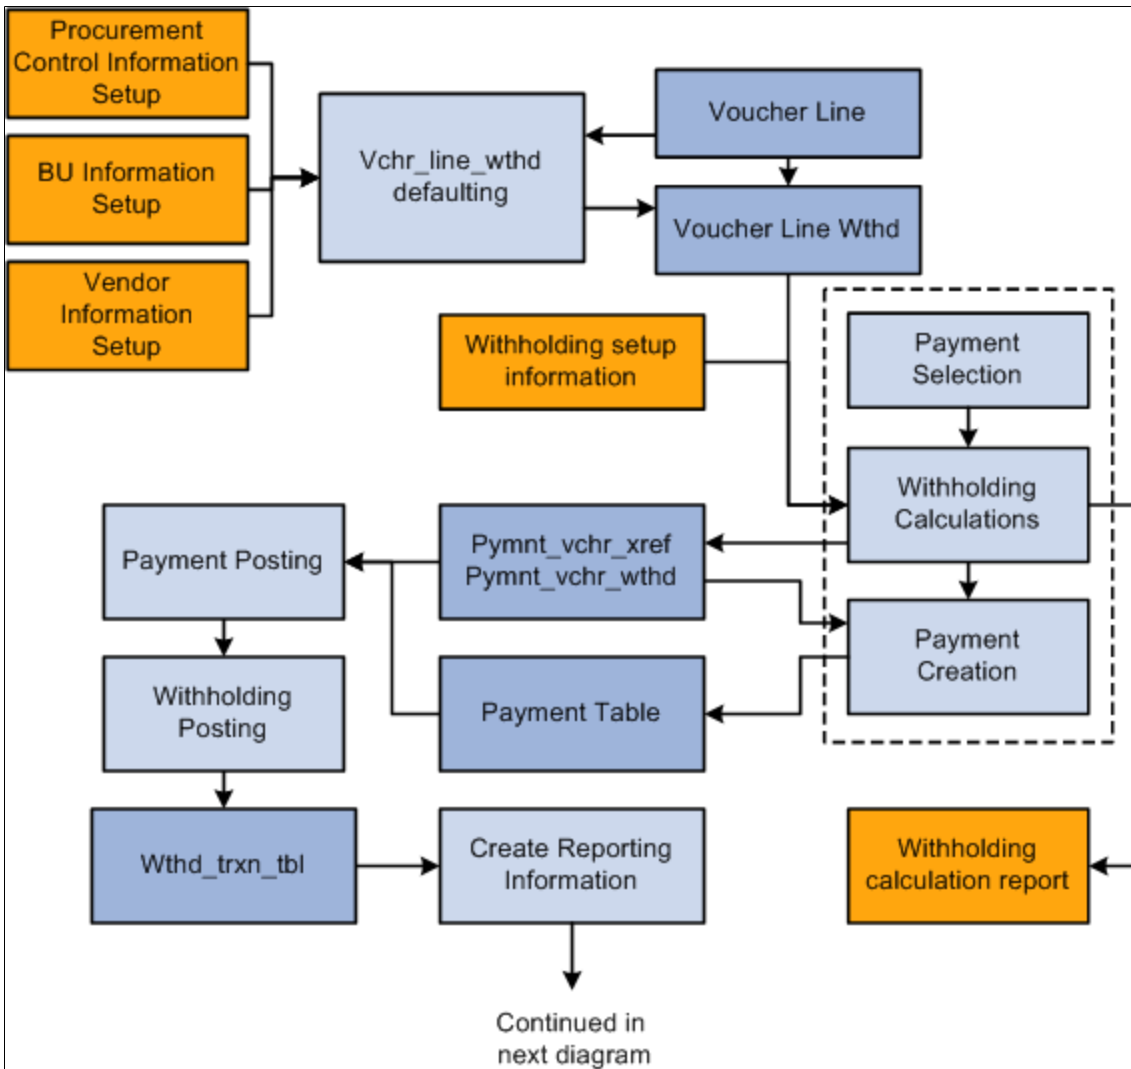 Procurement
Control Information
Setup
BU Information
Setup
Vendor
Information
Setup
Vchr_line_wthd
defaulting
Voucher Line
Voucher Line Wthd
Withholding setup
information
Payment
Selection
Withholding
Calculations
Payment
Creation
Pymnt_vchr_xref
Pymnt_vchr_wthd
Payment Table
Payment Posting
Withholding
Posting
Wthd_trxn_tbl
Create Reporting
Information
Withholding
calculation report
Continued in
next diagram